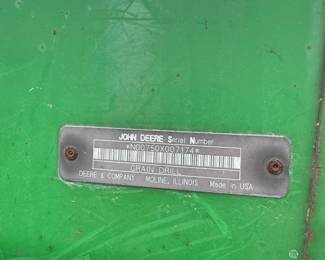 JOHN DEERE Serial Number
*N00750X007174*
GRAIN DRILL
DEERE & COMPANY MOLINE, ILLINOIS Made in USA